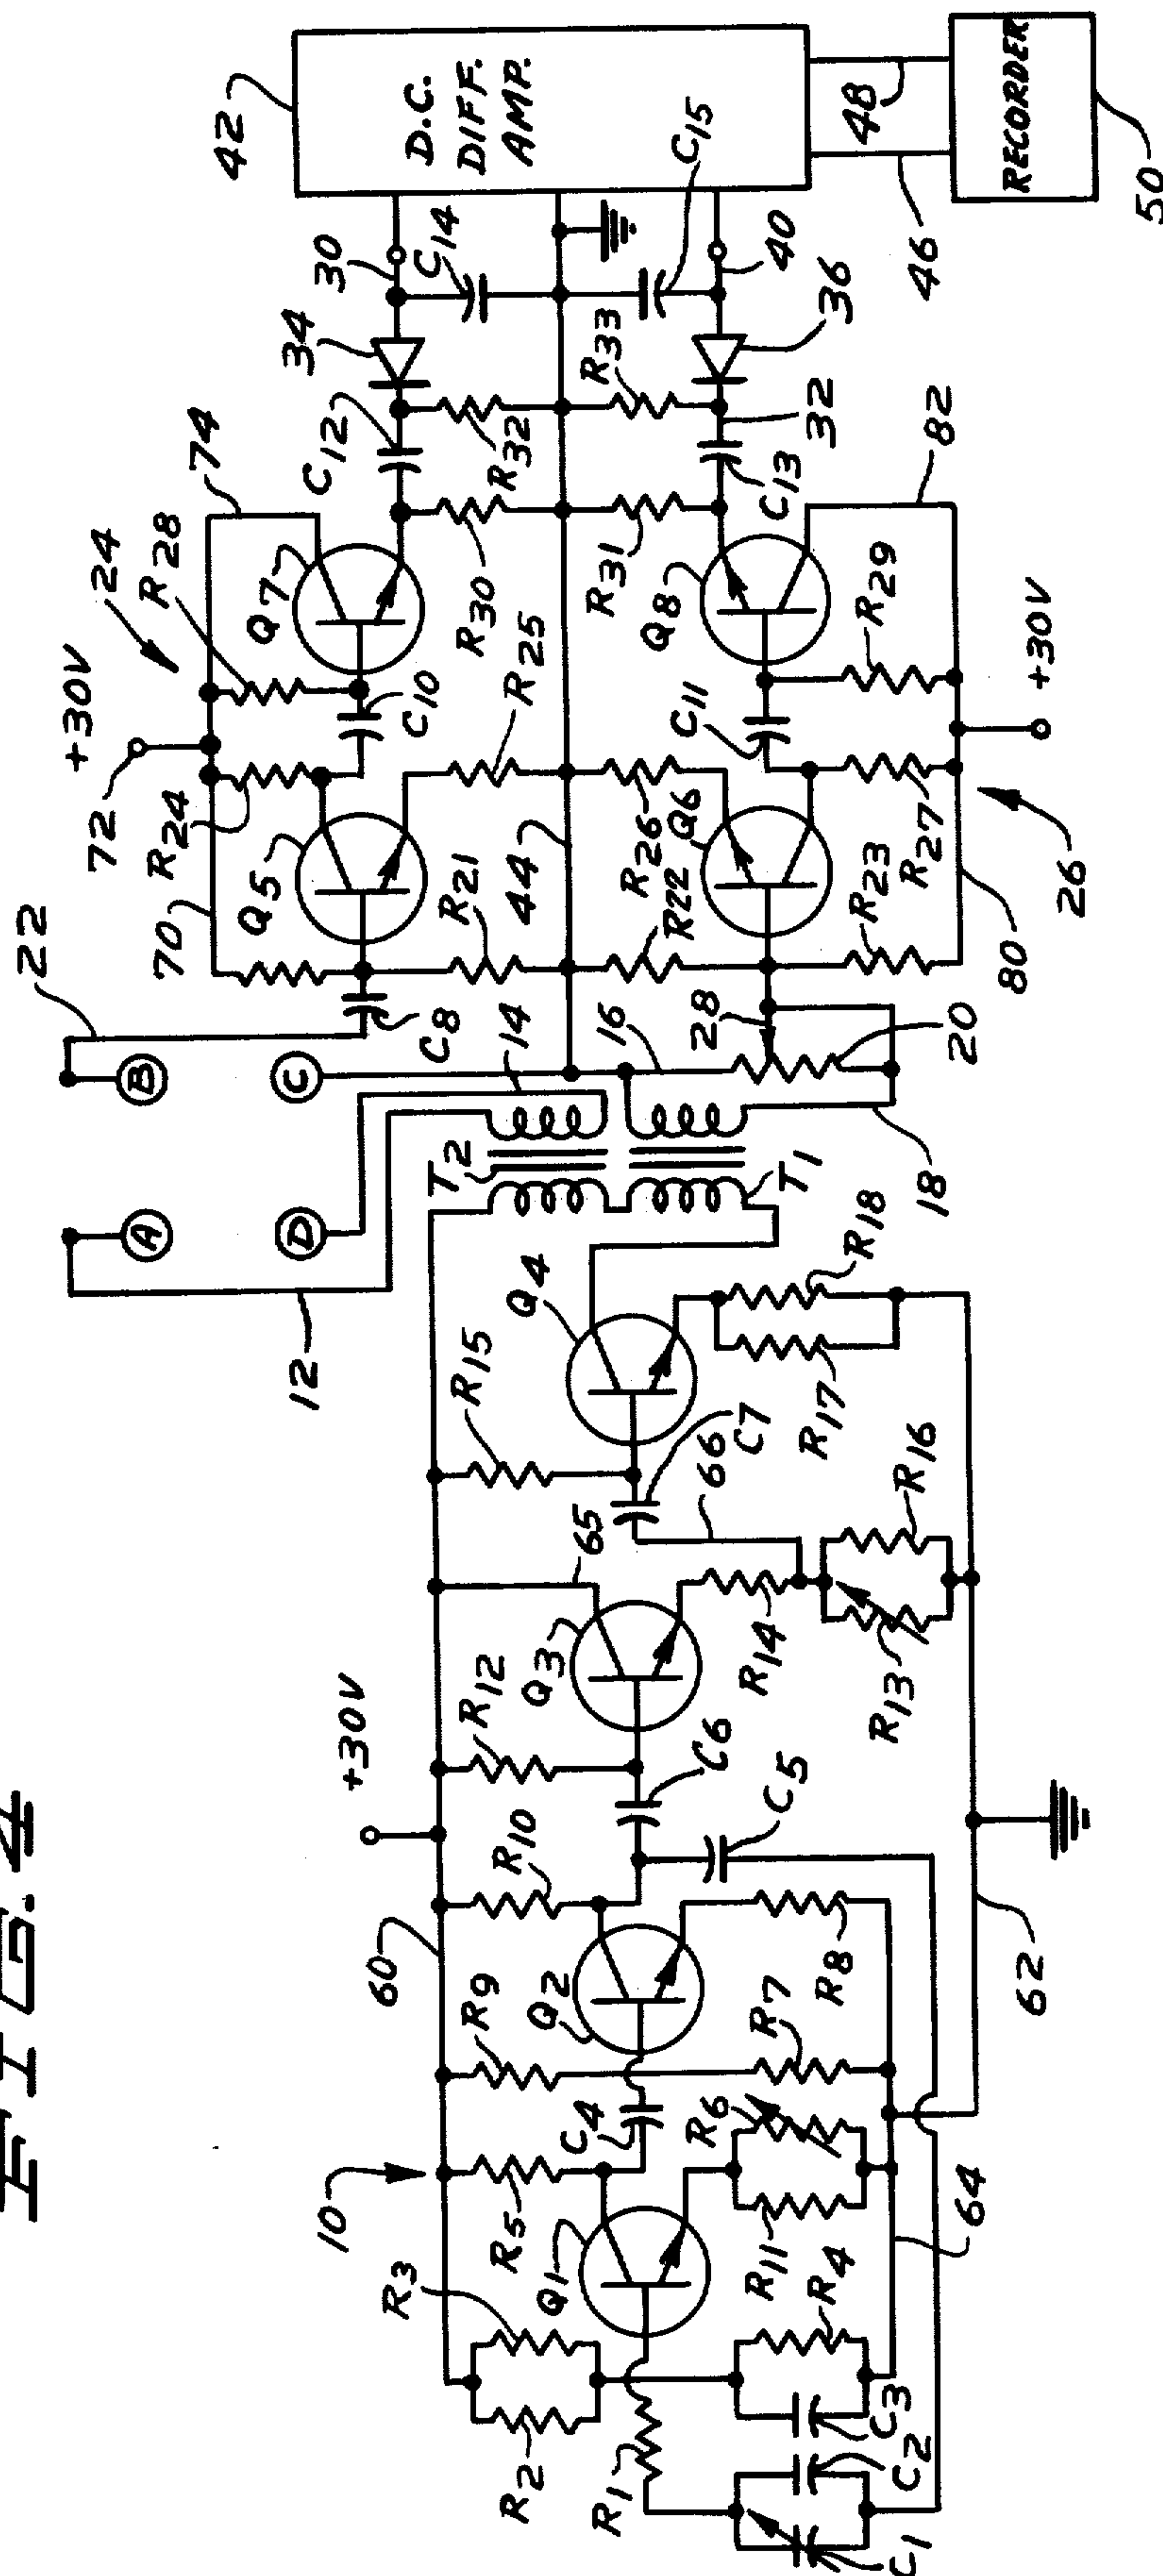 FIG. 4
10
60
+30V
R3
R2
R1
C1
C2
C3
R4
R5
Q1
R11
R6
C4
R9
Q2
R7
R8
R10
C5
C6
R12
Q3
R14
R13
R16
65
66
C7
R15
Q4
R17
R18
62
64
12
A
D
B
C
22
T2
T1
14
16
18
20
28
C8
70
72
+30V
24
R24
Q5
R21
44
R25
C10
R28
Q7
74
R30
C12
R32
34
30
C14
42
D.C.
DIFF.
AMP.
R22
R23
R26
Q6
R27
C11
Q8
R29
R31
C13
R33
32
36
40
C15
80
82
26
+30V
46
48
RECORDER
50